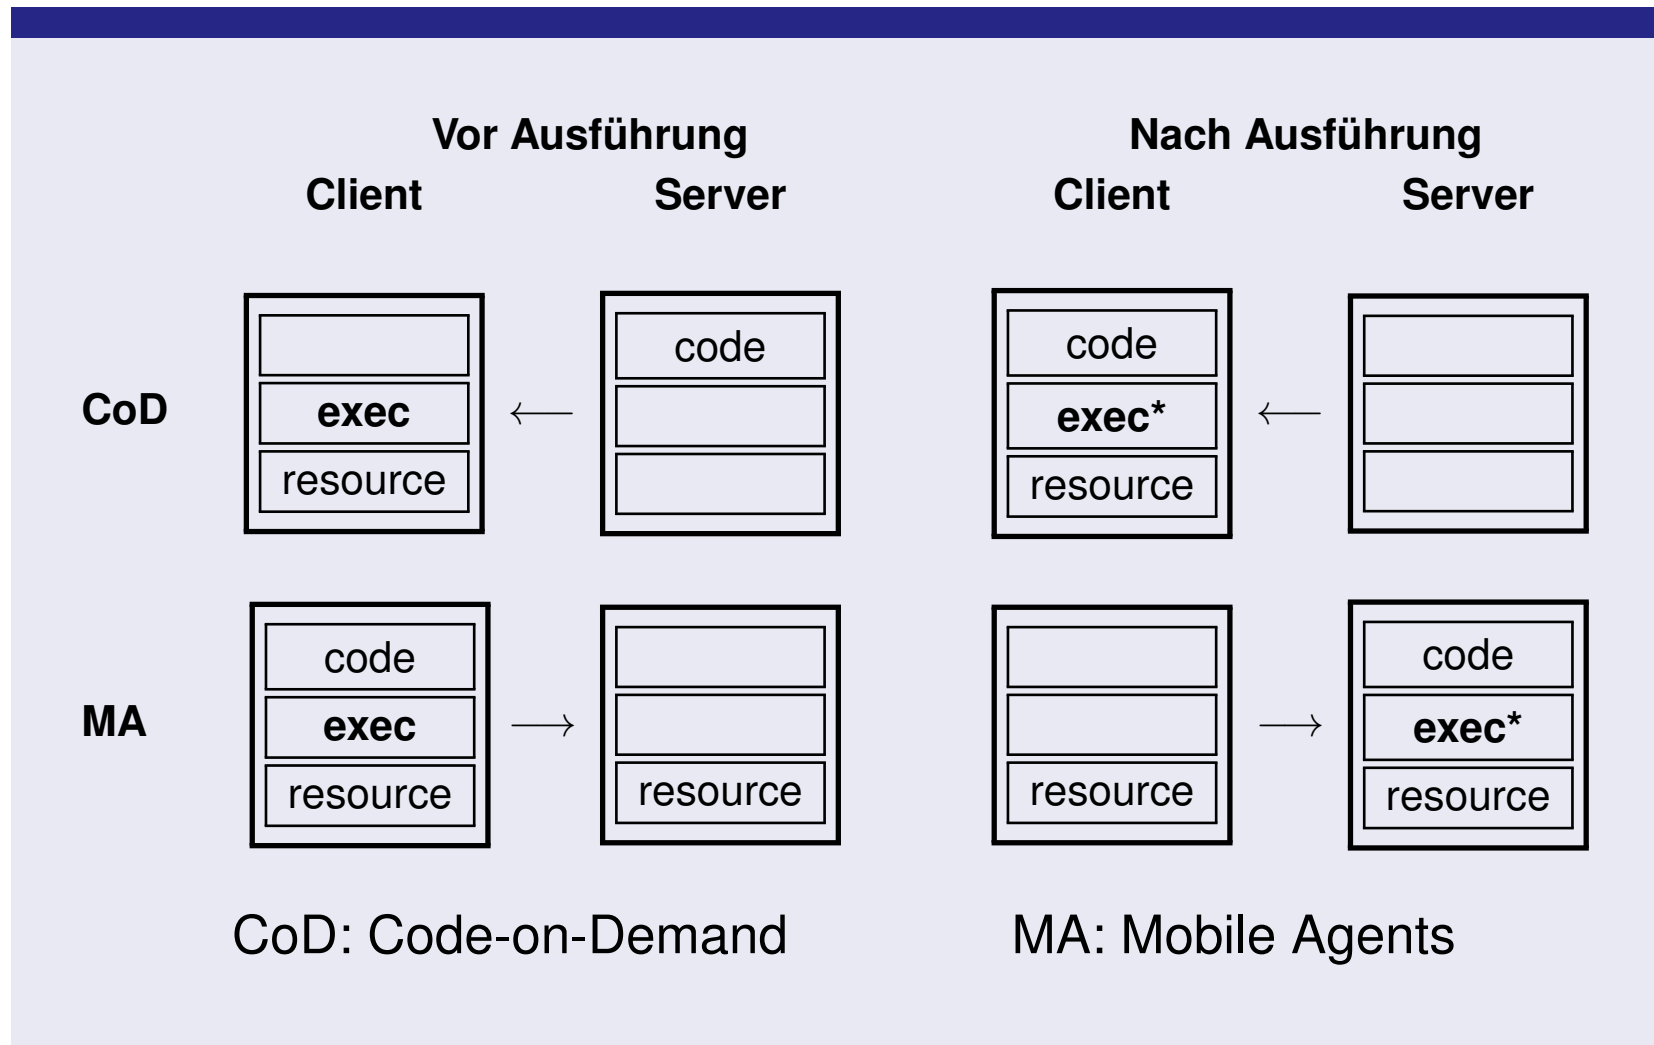 Vor Ausführung Nach Ausführung
Client Server Client Server
code code
CoD exec ← exec* ←
resource resource
code code
MA exec → → exec*
resource resource resource resource
CoD: Code-on-Demand MA: Mobile Agents